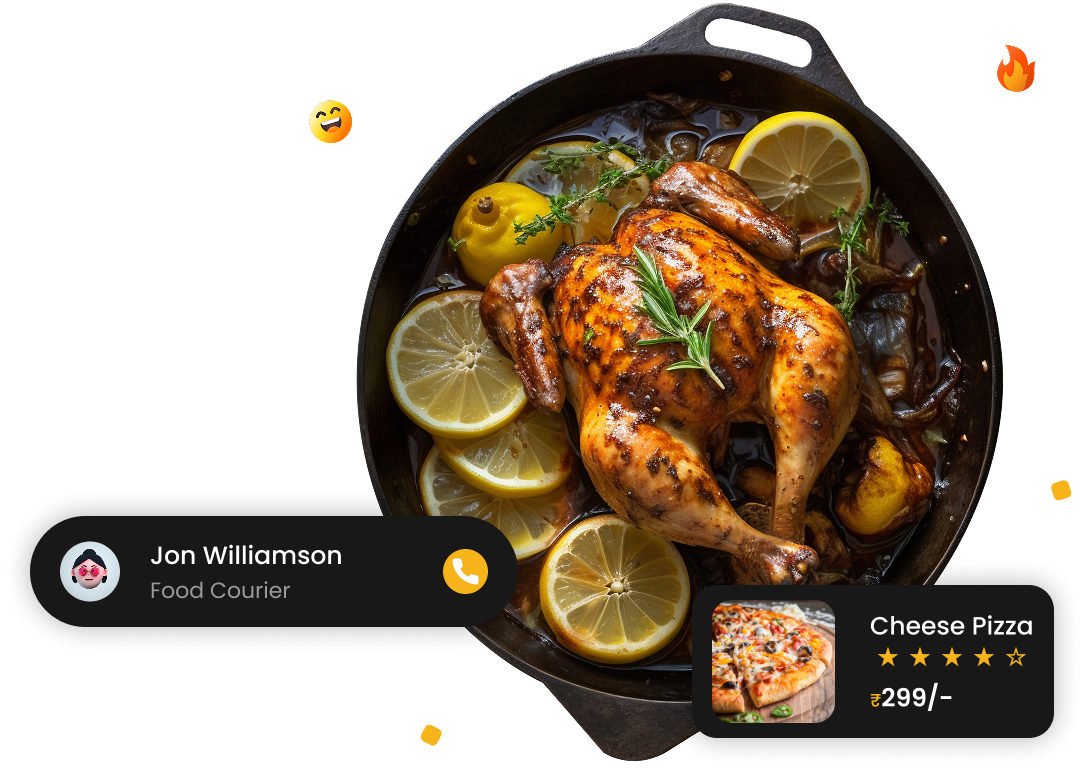 Jon Williamson
Food Courier
Cheese Pizza
★ ★ ★ ★ ☆
₹299/-